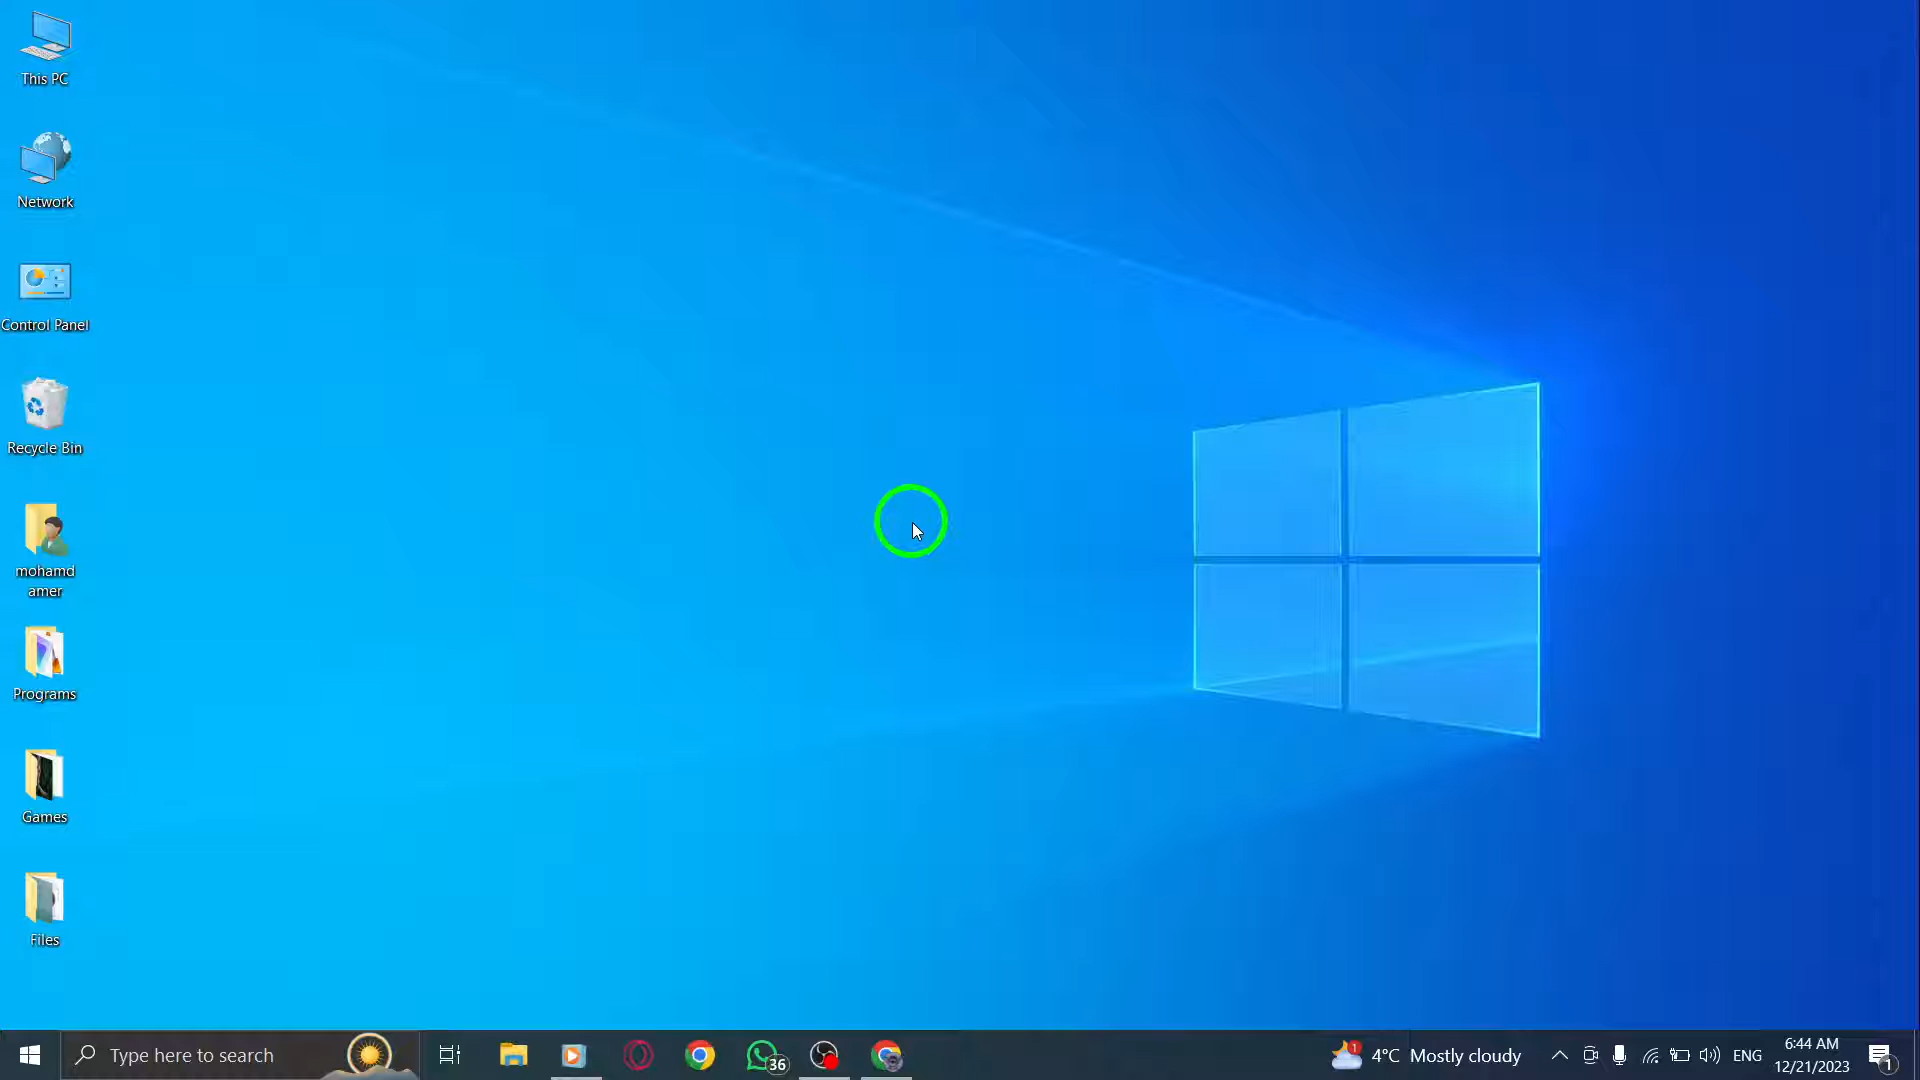 This PC
Network
Control Panel
Recycle Bin
mohamd
amer
Programs
Games
Files
Type here to search
36
1
4°C Mostly cloudy
ENG
6:44 AM
12/21/2023
1